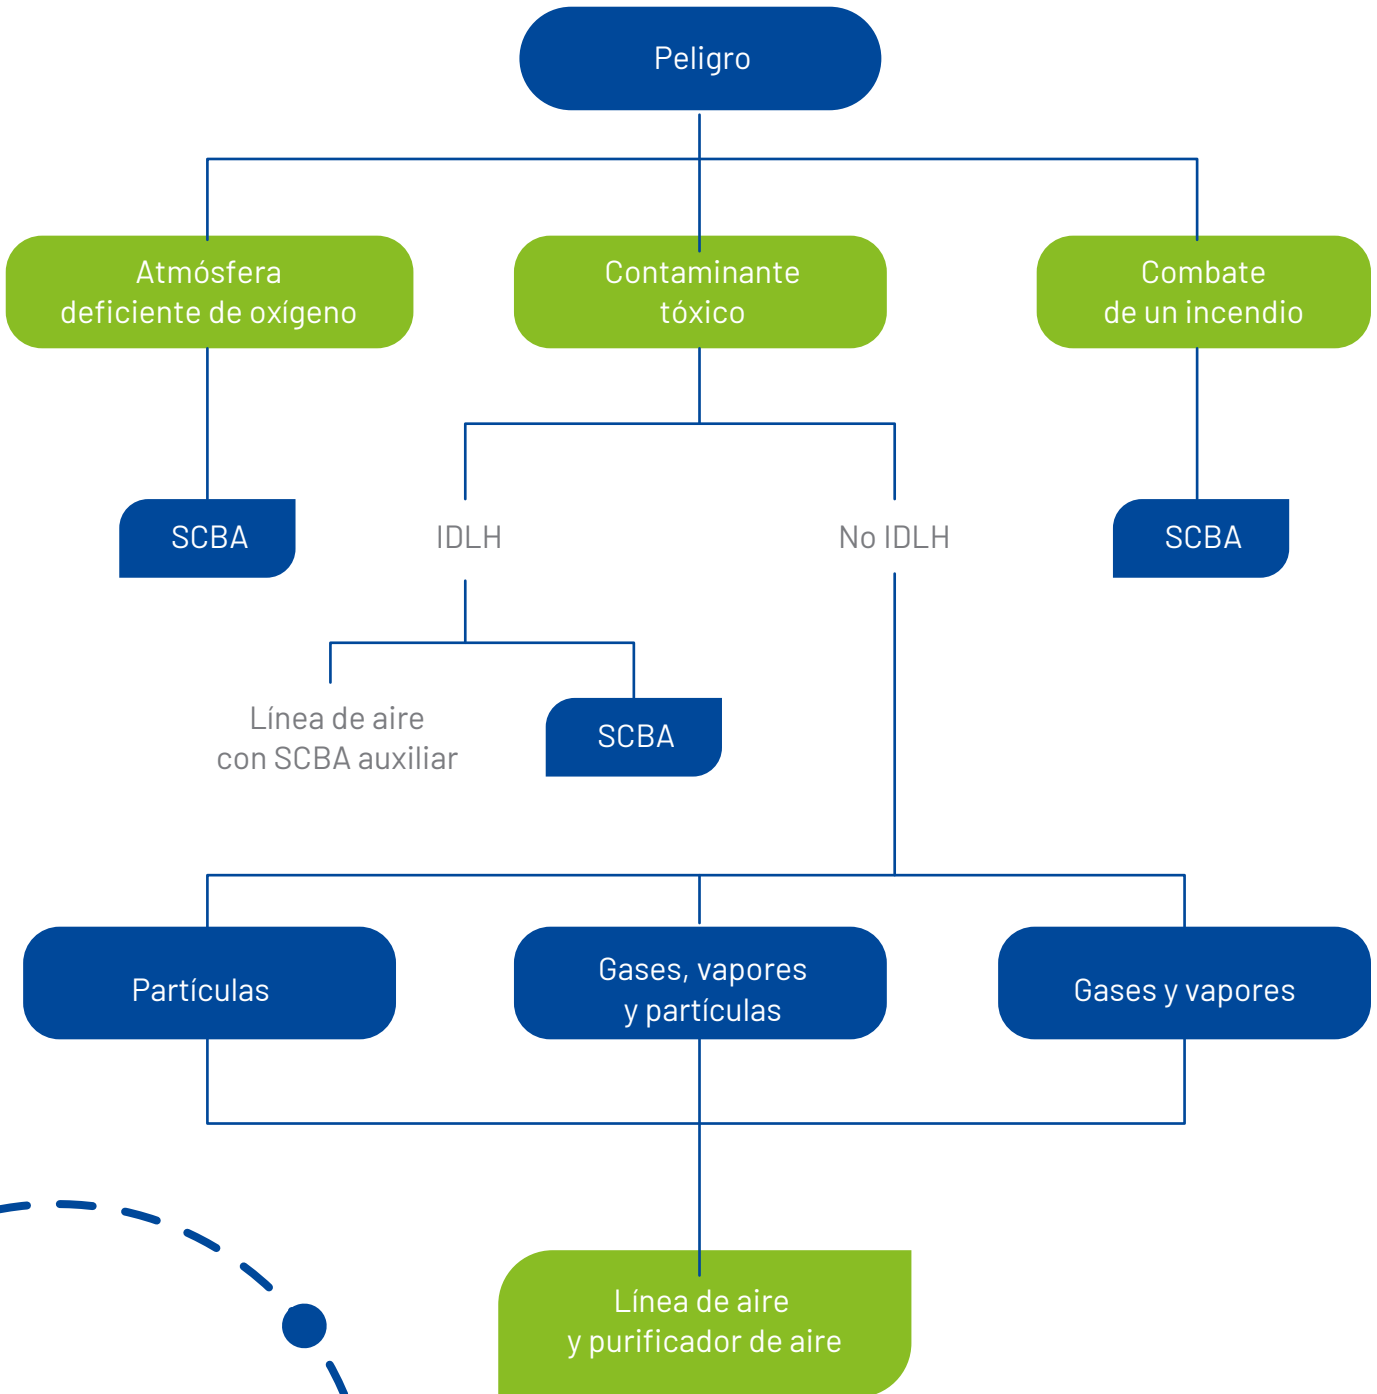 Peligro
Atmósfera
deficiente de oxígeno
Contaminante
tóxico
Combate
de un incendio
SCBA
IDLH
No IDLH
SCBA
Línea de aire
con SCBA auxiliar
SCBA
Partículas
Gases, vapores
y partículas
Gases y vapores
Línea de aire
y purificador de aire